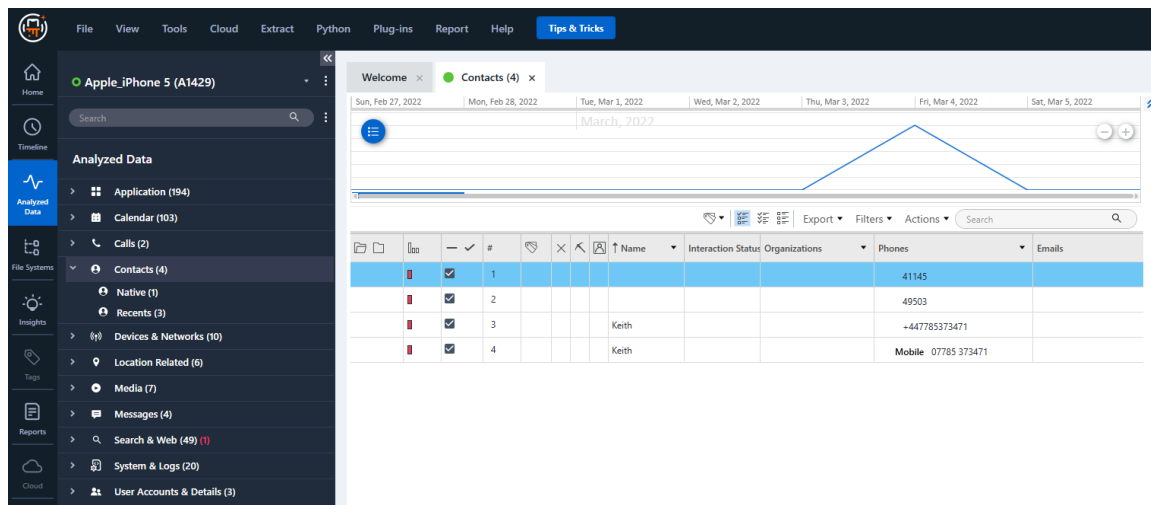 File View Tools Cloud Extract Python Plug-ins Report Help Tips & Tricks
Home
Timeline
Analyzed Data
File Systems
Insights
Tags
Reports
Cloud
Apple_iPhone 5 (A1429)
Search
Analyzed Data
Application (194)
Calendar (103)
Calls (2)
Contacts (4)
Native (1)
Recents (3)
Devices & Networks (10)
Location Related (6)
Media (7)
Messages (4)
Search & Web (49) (1)
System & Logs (20)
User Accounts & Details (3)
Welcome × Contacts (4) ×
Sun, Feb 27, 2022 Mon, Feb 28, 2022 Tue, Mar 1, 2022 Wed, Mar 2, 2022 Thu, Mar 3, 2022 Fri, Mar 4, 2022 Sat, Mar 5, 2022
March, 2022
Export Filters Actions Search
# Name Interaction Status Organizations Phones Emails
1 41145
2 49503
3 Keith +447785373471
4 Keith Mobile 07785 373471